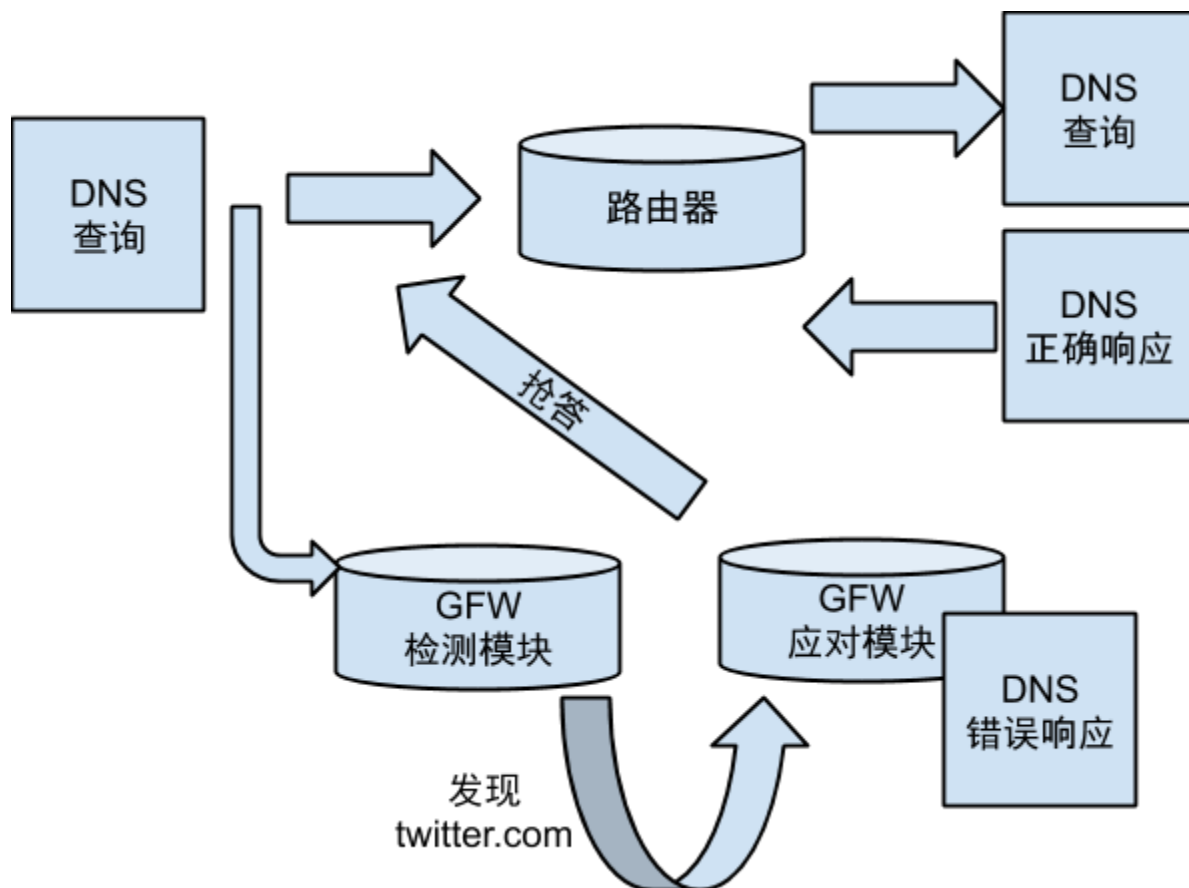 DNS
查询
DNS
查询
路由器
DNS
正确响应
抢答
GFW
检测模块
GFW
应对模块
DNS
错误响应
发现
twitter.com